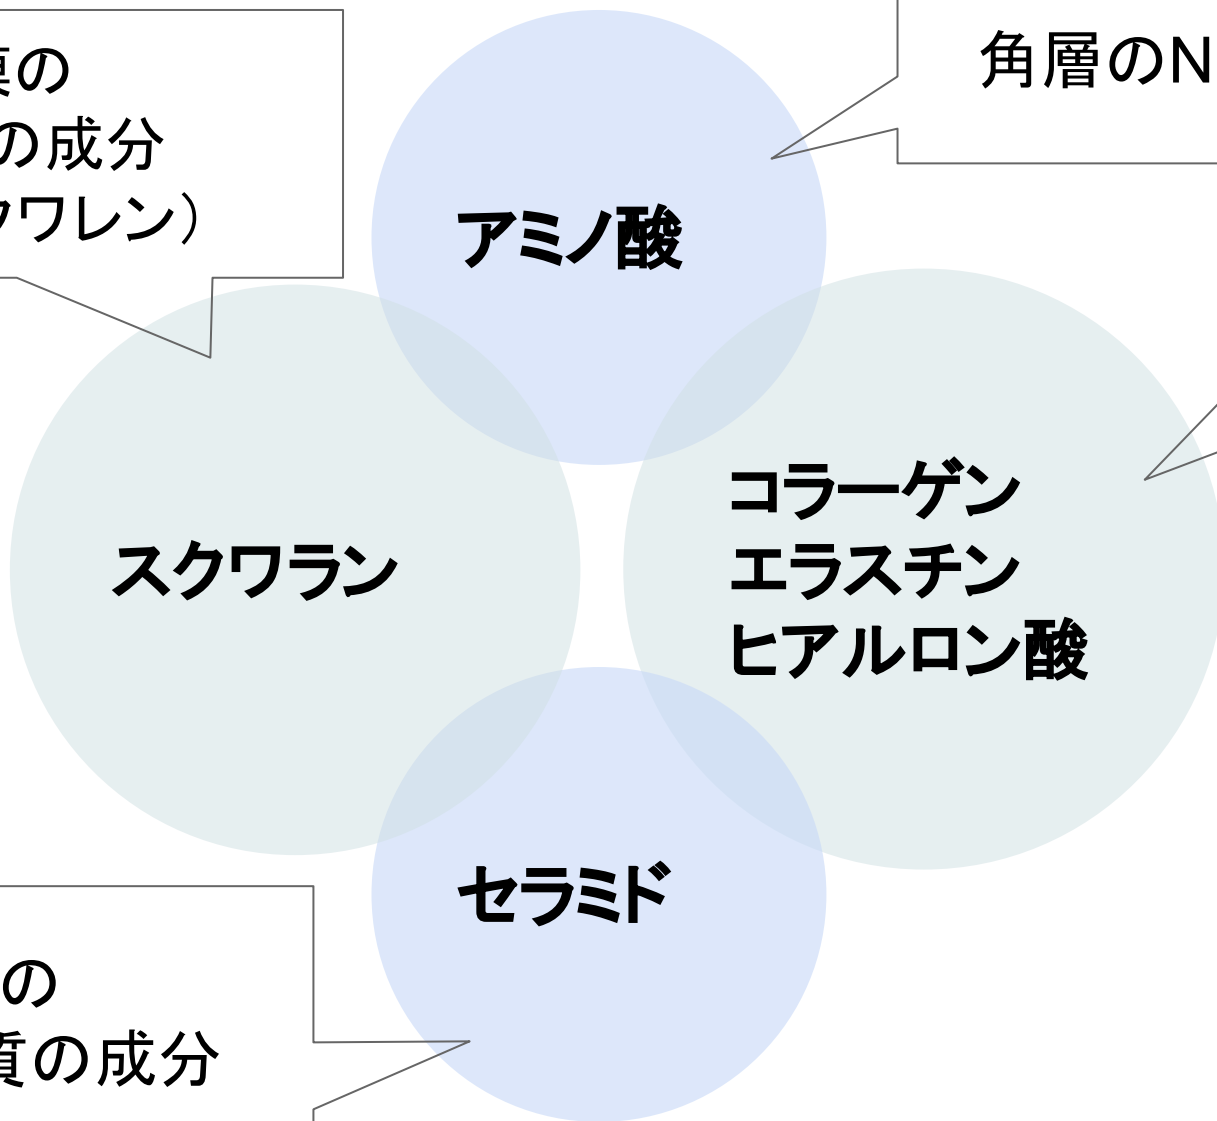 の
の成分
クワレン）
角層のN
アミノ酸
スクワラン
コラーゲン
エラスチン
ヒアルロン酸
セラミド
の
質の成分